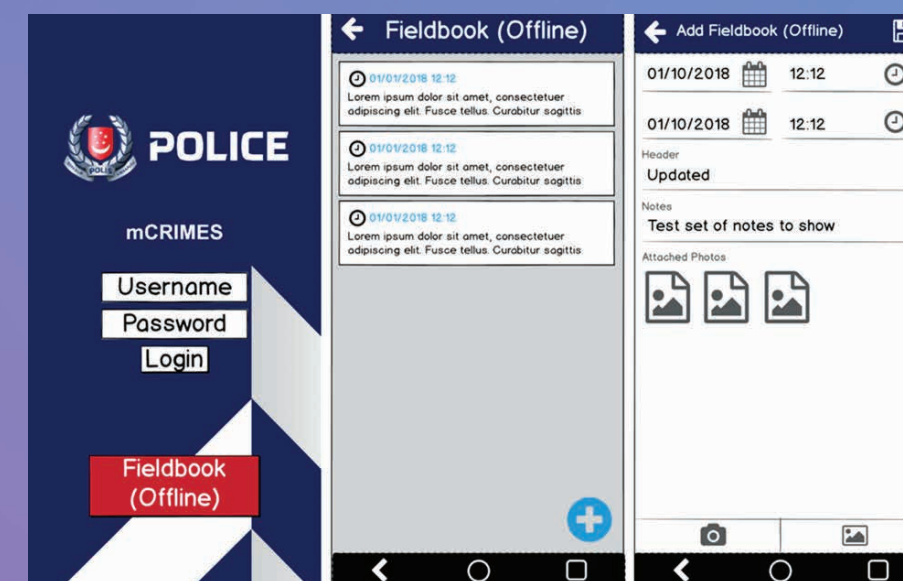 POLIS
POLICE
mCRIMES
Username
Password
Login
Fieldbook
(Offline)
Fieldbook (Offline)
01/01/2018 12:12
Lorem ipsum dolor sit amet, consectetuer
adipiscing elit. Fusce tellus. Curabitur sagittis
01/01/2018 12:12
Lorem ipsum dolor sit amet, consectetuer
adipiscing elit. Fusce tellus. Curabitur sagittis
01/01/2018 12:12
Lorem ipsum dolor sit amet, consectetuer
adipiscing elit. Fusce tellus. Curabitur sagittis
Add Fieldbook (Offline)
01/10/2018 12:12
01/10/2018 12:12
Header
Updated
Notes
Test set of notes to show
Attached Photos